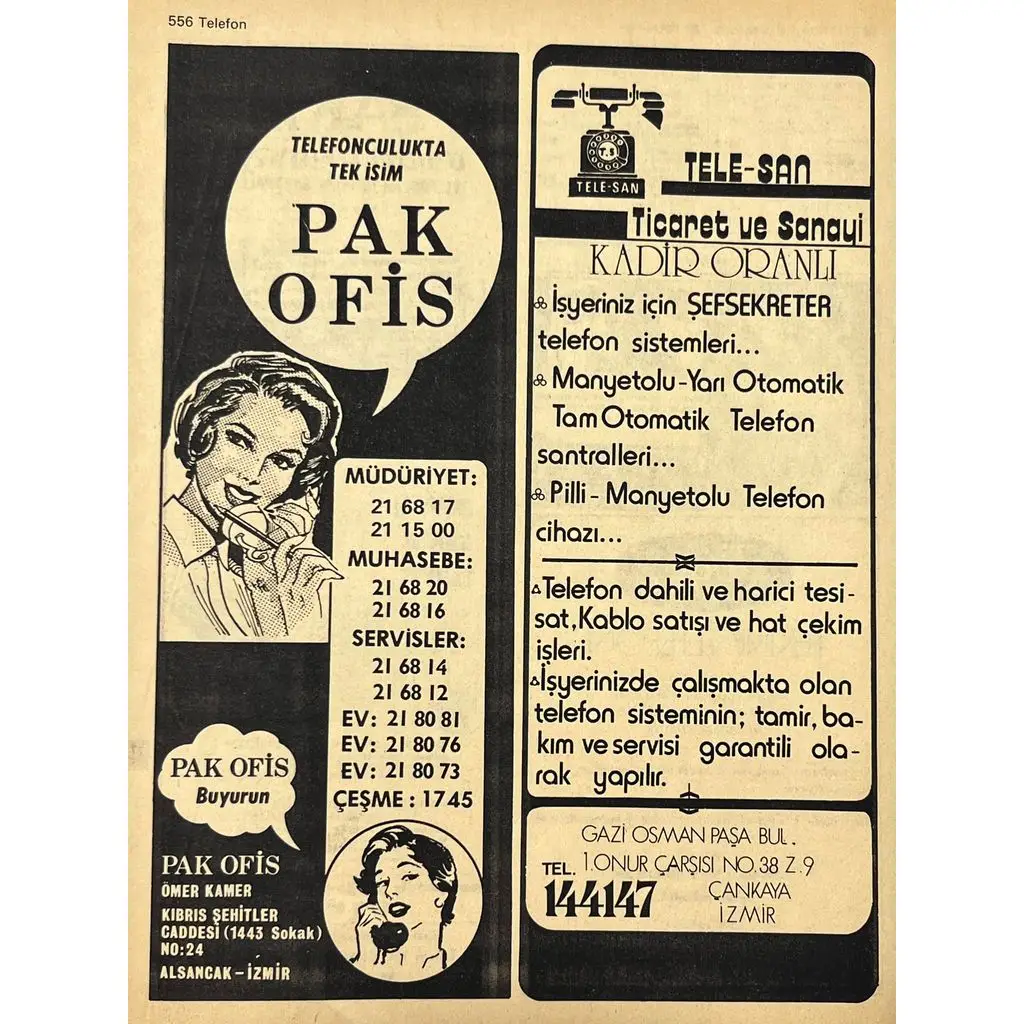 556 Telefon
TELEFONCULUKTA
TEK İSİM
PAK
OFİS
MÜDÜRİYET:
21 68 17
21 15 00
MUHASEBE:
21 68 20
21 68 16
SERVİSLER:
21 68 14
21 68 12
EV: 21 80 81
EV: 21 80 76
EV: 21 80 73
ÇEŞME : 1745
PAK OFİS
Buyurun
PAK OFİS
ÖMER KAMER
KIBRIS ŞEHİTLER
CADDESİ (1443 Sokak)
NO:24
ALSANCAK – İZMİR
T.S
TELE-SAN
TELE-SAN
Ticaret ve Sanayi
KADİR ORANLI
İşyeriniz için ŞEFSEKRETER
telefon sistemleri...
Manyetolu-Yarı Otomatik
Tam Otomatik Telefon
santralleri...
Pilli - Manyetolu Telefon
cihazı...
Telefon dahili ve harici tesi-
sat,Kablo satışı ve hat çekim
işleri.
İşyerinizde çalışmakta olan
telefon sisteminin; tamir, ba-
kım ve servisi garantili ola-
rak yapılır.
GAZİ OSMAN PAŞA BUL.
1.ONUR ÇARŞISI NO.38 Z.9
TEL.
144147
ÇANKAYA
İZMİR